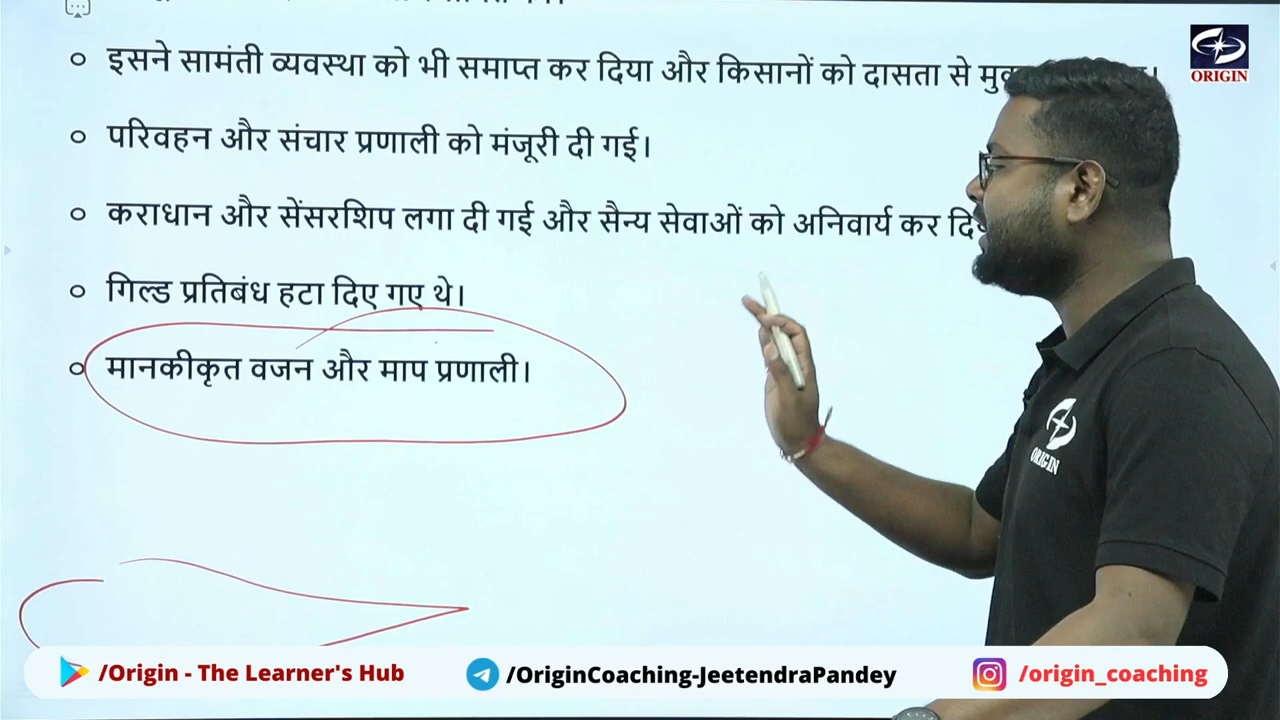 इसने सामंती व्यवस्था को भी समाप्त कर दिया और किसानों को दासता से
ORIGIN
परिवहन और संचार प्रणाली को मंजूरी दी गई।
कराधान और सेंसरशिप लगा दी गई और सैन्य सेवाओं को अनिवार्य कर
गिल्ड प्रतिबंध हटा दिए गए थे।
मानकीकृत वजन और माप प्रणाली।
ORIGIN
/Origin - The Learner's Hub
/OriginCoaching-JeetendraPandey
/origin_coaching